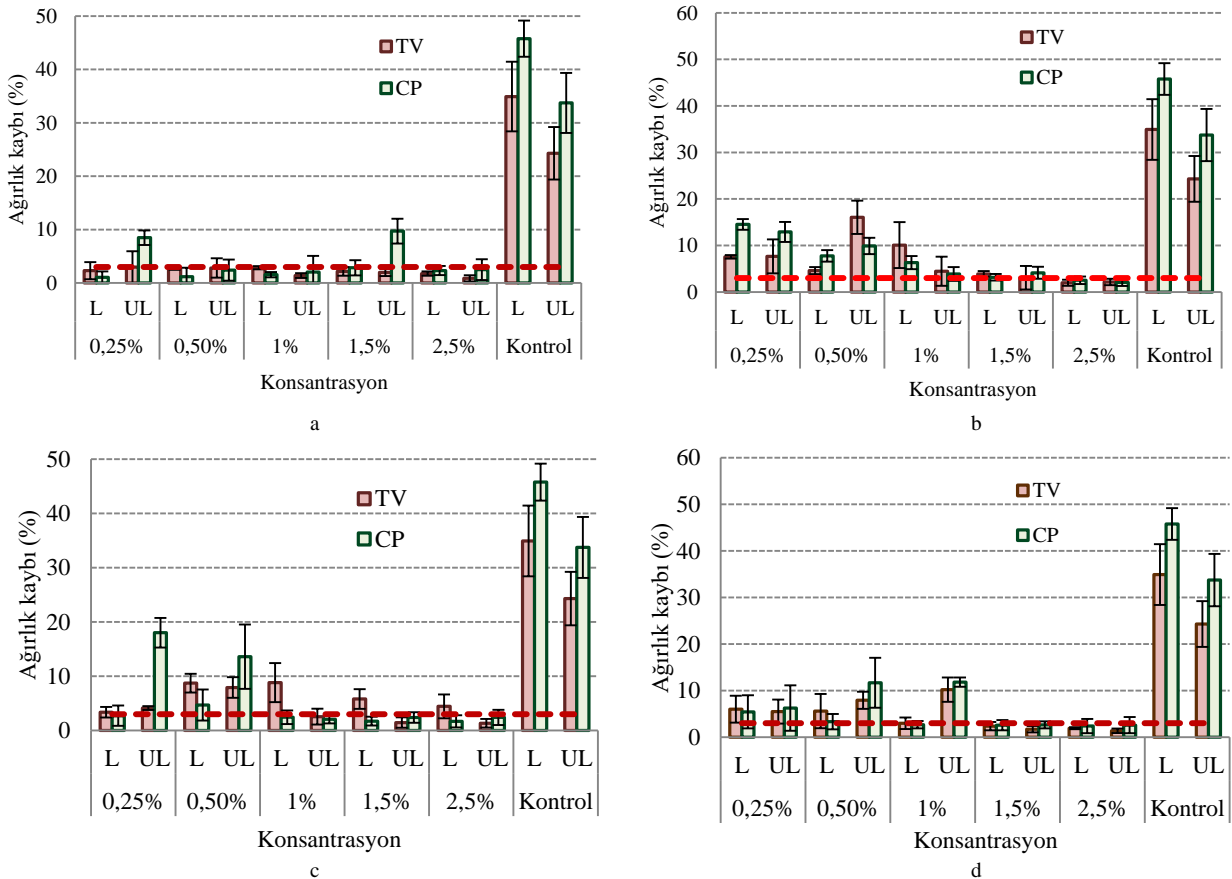 50
40
30
20
10
0
Ağırlık kaybı (%)
TV
CP
L UL L UL L UL L UL L UL L UL
0,25% 0,50% 1% 1,5% 2,5% Kontrol
Konsantrasyon
a
60
50
40
30
20
10
0
Ağırlık kaybı (%)
TV
CP
L UL L UL L UL L UL L UL L UL
0,25% 0,50% 1% 1,5% 2,5% Kontrol
Konsantrasyon
b
50
40
30
20
10
0
Ağırlık kaybı (%)
TV
CP
L UL L UL L UL L UL L UL L UL
0,25% 0,50% 1% 1,5% 2,5% Kontrol
Konsantrasyon
c
60
50
40
30
20
10
0
Ağırlık kaybı (%)
TV
CP
L UL L UL L UL L UL L UL L UL
0,25% 0,50% 1% 1,5% 2,5% Kontrol
Konsantrasyon
d